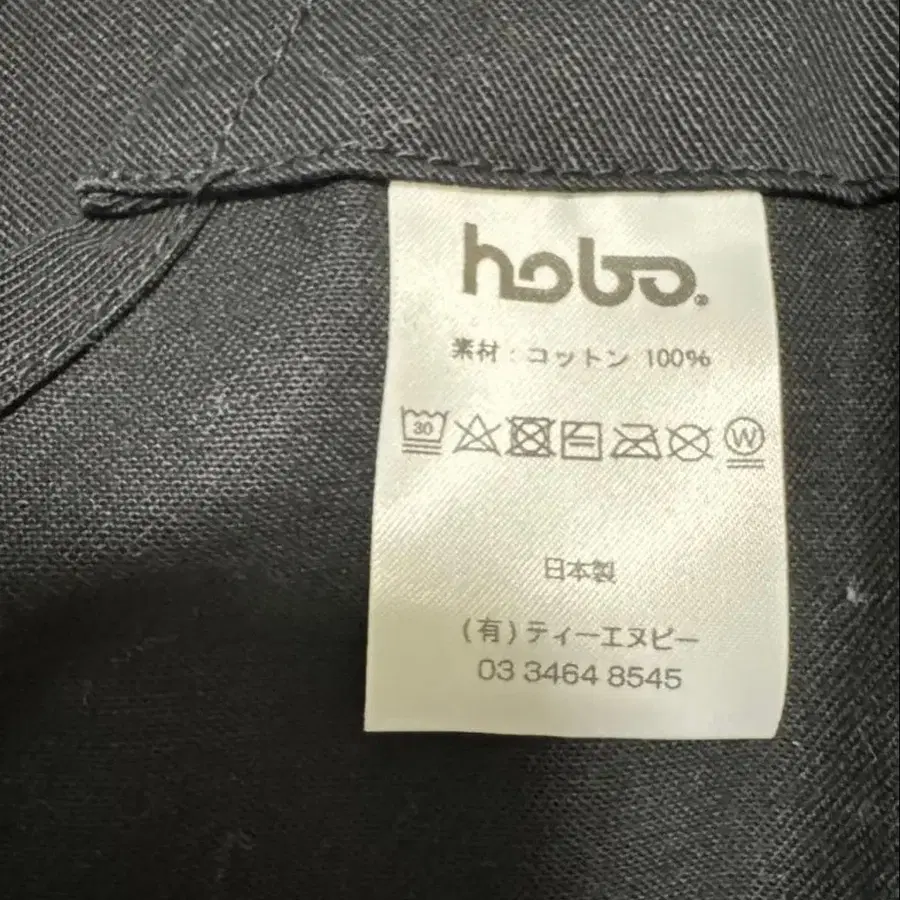 hobo.
素材:コットン 100%
30 W
日本製
(有)ティーエヌピー
03 3464 8545